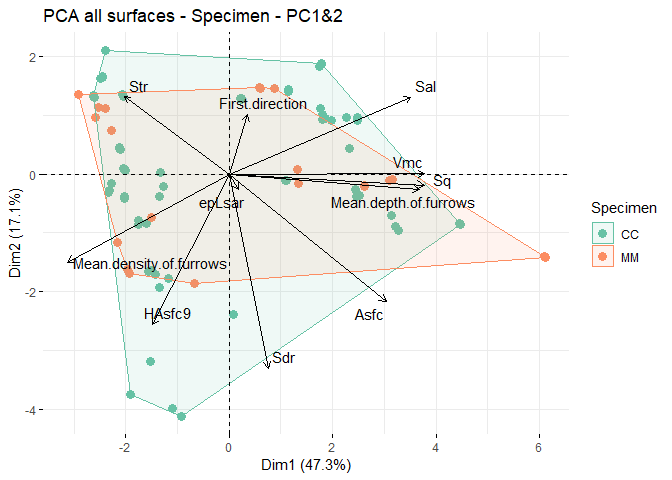 PCA all surfaces - Specimen - PC1&2
2
Str
Sal
First.direction
Vmc
0
Sq
epLsar
Mean.depth.of.furrows
Specimen
CC
MM
Mean.density.of.furrows
-2
HAsfc9
Asfc
Sdr
-4
Dim2 (17.1%)
-2
0
2
4
6
Dim1 (47.3%)